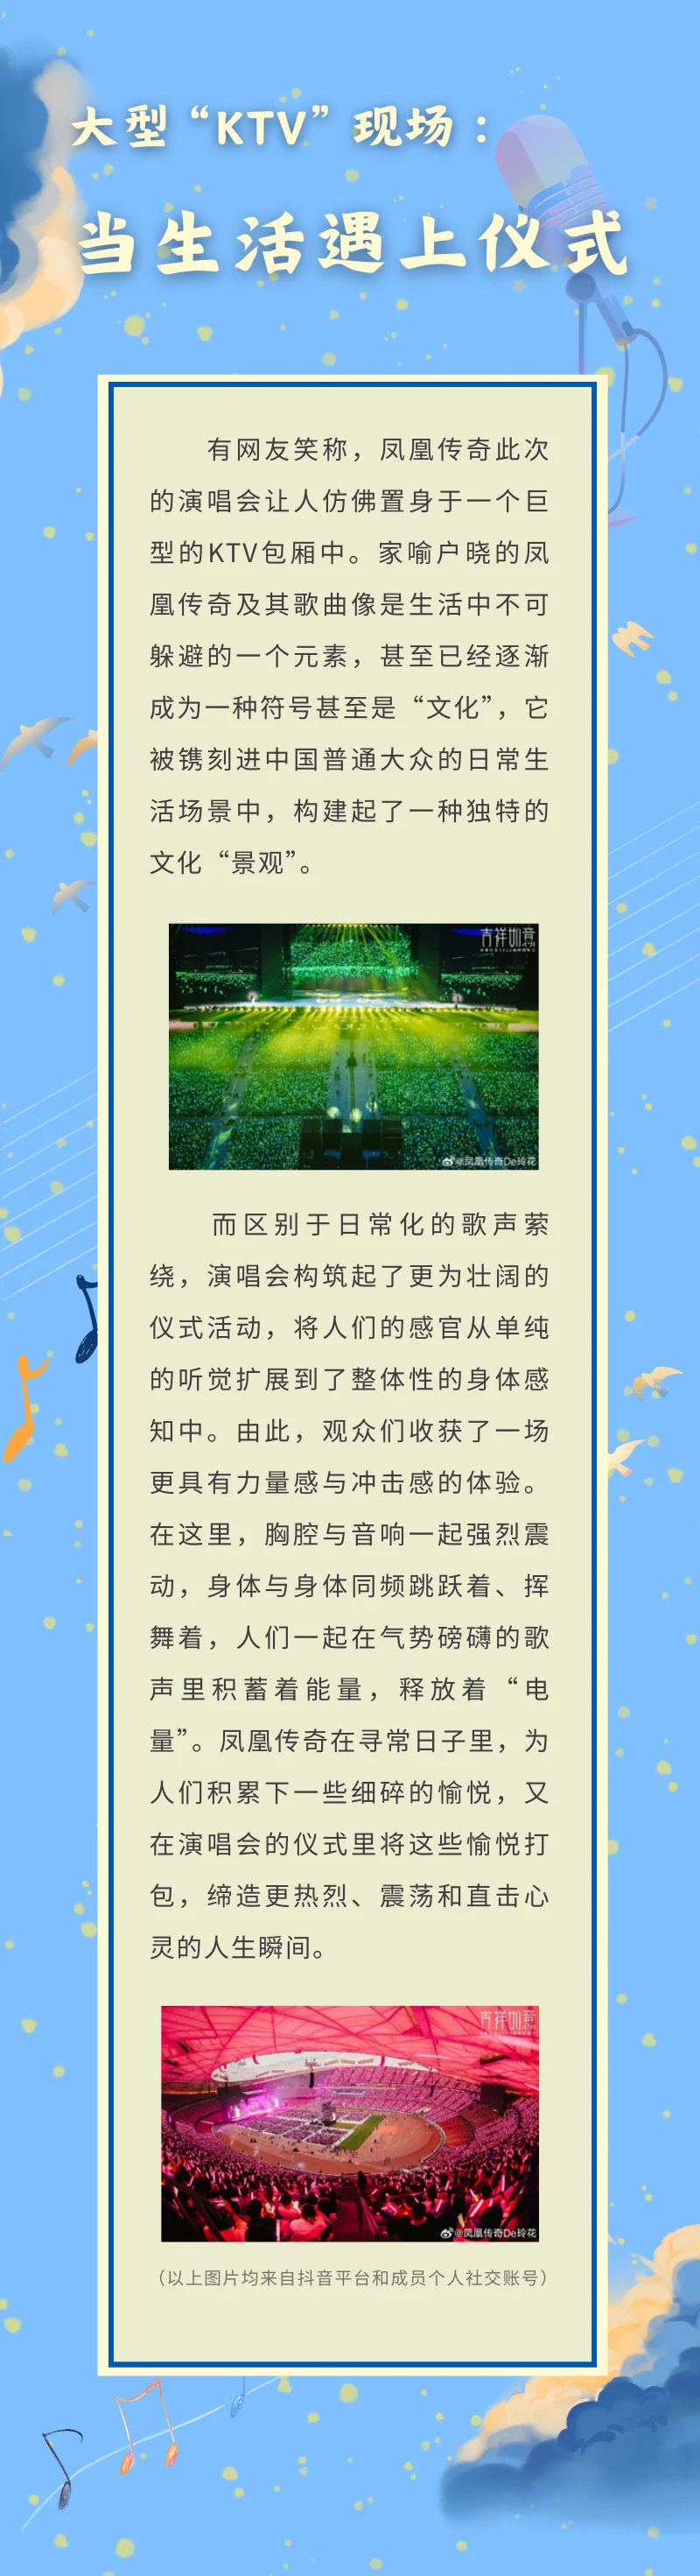 大型“KTV”现场：
当生活遇上仪式
有网友笑称，凤凰传奇此次
的演唱会让人仿佛置身于一个巨
型的KTV包厢中。家喻户晓的凤
凰传奇及其歌曲像是生活中不可
躲避的一个元素，甚至已经逐渐
成为一种符号甚至是“文化”，它
被镌刻进中国普通大众的日常生
活场景中，构建起了一种独特的
文化“景观”。
吉祥如意
@凤凰传奇De玲花
而区别于日常化的歌声萦
绕，演唱会构筑起了更为壮阔的
仪式活动，将人们的感官从单纯
的听觉扩展到了整体性的身体感
知中。由此，观众们收获了一场
更具有力量感与冲击感的体验。
在这里，胸腔与音响一起强烈震
动，身体与身体同频跳跃着、挥
舞着，人们一起在气势磅礴的歌
声里积蓄着能量，释放着“电
量”。凤凰传奇在寻常日子里，为
人们积累下一些细碎的愉悦，又
在演唱会的仪式里将这些愉悦打
包，缔造更热烈、震荡和直击心
灵的人生瞬间。
吉祥如意
@凤凰传奇De玲花
（以上图片均来自抖音平台和成员个人社交账号）